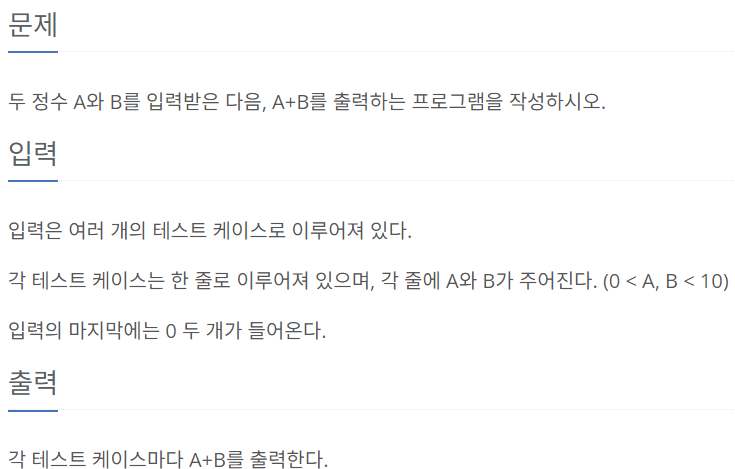 문제
두 정수 A와 B를 입력받은 다음, A+B를 출력하는 프로그램을 작성하시오.
입력
입력은 여러 개의 테스트 케이스로 이루어져 있다.
각 테스트 케이스는 한 줄로 이루어져 있으며, 각 줄에 A와 B가 주어진다. (0 < A, B < 10)
입력의 마지막에는 0 두 개가 들어온다.
출력
각 테스트 케이스마다 A+B를 출력한다.